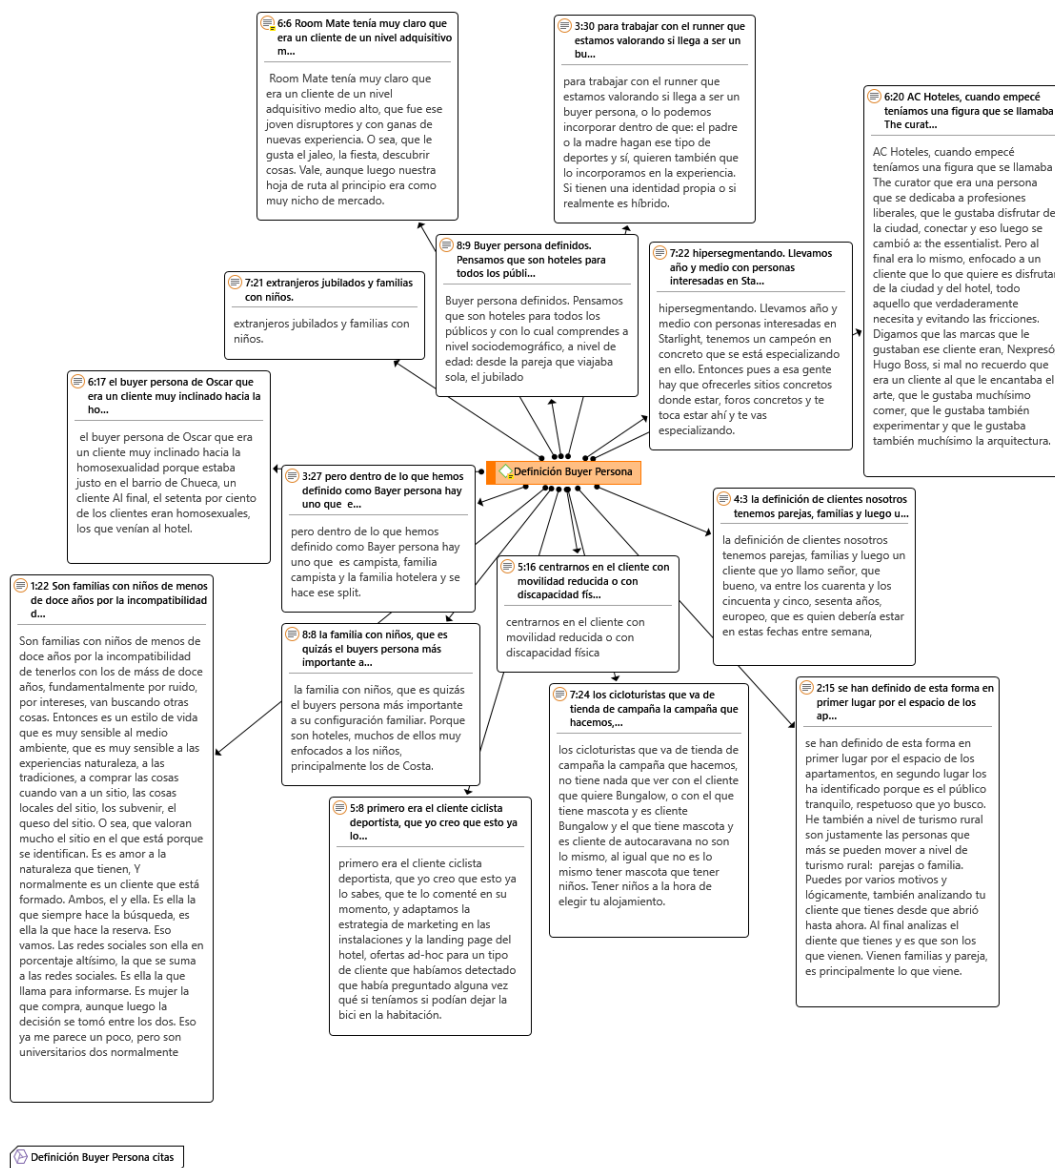 6:6 Room Mate tenía muy claro que
era un cliente de un nivel adquisitivo
m...
Room Mate tenía muy claro que
era un cliente de un nivel
adquisitivo medio alto, que fue ese
joven disruptores y con ganas de
nuevas experiencia. O sea, que le
gusta el jaleo, la fiesta, descubrir
cosas. Vale, aunque luego nuestra
hoja de ruta al principio era como
muy nicho de mercado.
3:30 para trabajar con el runner que
estamos valorando si llega a ser un
bu...
para trabajar con el runner que
estamos valorando si llega a ser un
buyer persona, o lo podemos
incorporar dentro de que: el padre
o la madre hagan ese tipo de
deportes y sí, quieren también que
lo incorporamos en la experiencia.
Si tienen una identidad propia o si
realmente es híbrido.
6:20 AC Hoteles, cuando empecé
teníamos una figura que se llamaba
The curat...
AC Hoteles, cuando empecé
teníamos una figura que se llamaba
The curator que era una persona
que se dedicaba a profesiones
liberales, que le gustaba disfrutar de
la ciudad, conectar y eso luego se
cambió a: the essentialist. Pero al
final era lo mismo, enfocado a un
cliente que lo que quiere es disfrutar
de la ciudad y del hotel, todo
aquello que verdaderamente
necesita y evitando las fricciones.
Digamos que las marcas que le
gustaban ese cliente eran, Nexpresó,
Hugo Boss, si mal no recuerdo que
era un cliente al que le encantaba el
arte, que le gustaba muchísimo
comer, que le gustaba también
experimentar y que le gustaba
también muchísimo la arquitectura.
8:9 Buyer persona definidos.
Pensamos que son hoteles para
todos los públi...
Buyer persona definidos. Pensamos
que son hoteles para todos los
públicos y con lo cual comprendes a
nivel sociodemográfico, a nivel de
edad: desde la pareja que viajaba
sola, el jubilado
7:22 hipersegmentando. Llevamos
año y medio con personas
interesadas en Sta...
hipersegmentando. Llevamos año y
medio con personas interesadas en
Starlight, tenemos un campeón en
concreto que se está especializando
en ello. Entonces pues a esa gente
hay que ofrecerles sitios concretos
donde estar, foros concretos y te
toca estar ahí y te vas
especializando.
7:21 extranjeros jubilados y familias
con niños.
extranjeros jubilados y familias con
niños.
6:17 el buyer persona de Oscar que
era un cliente muy inclinado hacia la
ho...
el buyer persona de Oscar que era
un cliente muy inclinado hacia la
homosexualidad porque estaba
justo en el barrio de Chueca, un
cliente Al final, el setenta por ciento
de los clientes eran homosexuales,
los que venían al hotel.
Definición Buyer Persona
3:27 pero dentro de lo que hemos
definido como Bayer persona hay
uno que e...
pero dentro de lo que hemos
definido como Bayer persona hay
uno que es campista, familia
campista y la familia hotelera y se
hace ese split.
4:3 la definición de clientes nosotros
tenemos parejas, familias y luego u...
la definición de clientes nosotros
tenemos parejas, familias y luego un
cliente que yo llamo señor, que
bueno, va entre los cuarenta y los
cincuenta y cinco, sesenta años,
europeo, que es quien debería estar
en estas fechas entre semana,
5:16 centrarnos en el cliente con
movilidad reducida o con
discapacidad fís...
centrarnos en el cliente con
movilidad reducida o con
discapacidad física
1:22 Son familias con niños de menos
de doce años por la incompatibilidad
d...
Son familias con niños de menos de
doce años por la incompatibilidad
de tenerlos con los de máss de doce
años, fundamentalmente por ruido,
por intereses, van buscando otras
cosas. Entonces es un estilo de vida
que es muy sensible al medio
ambiente, que es muy sensible a las
experiencias naturaleza, a las
tradiciones, a comprar las cosas
cuando van a un sitio, las cosas
locales del sitio, los subvenir, el
queso del sitio. O sea, que valoran
mucho el sitio en el que está porque
se identifican. Es es amor a la
naturaleza que tienen, Y
normalmente es un cliente que está
formado. Ambos, el y ella. Es ella la
que siempre hace la búsqueda, es
ella la que hace la reserva. Eso
vamos. Las redes sociales son ella en
porcentaje altísimo, la que se suma
a las redes sociales. Es ella la que
llama para informarse. Es mujer la
que compra, aunque luego la
decisión se tomó entre los dos. Eso
ya me parece un poco, pero son
universitarios dos normalmente
8:8 la familia con niños, que es
quizás el buyers persona más
importante a...
la familia con niños, que es quizás
el buyers persona más importante
a su configuración familiar. Porque
son hoteles, muchos de ellos muy
enfocados a los niños,
principalmente los de Costa.
7:24 los cicloturistas que va de
tienda de campaña la campaña que
hacemos,...
los cicloturistas que va de tienda de
campaña la campaña que hacemos,
no tiene nada que ver con el cliente
que quiere Bungalow, o con el que
tiene mascota y es cliente
Bungalow y el que tiene mascota y
es cliente de autocaravana no son
lo mismo, al igual que no es lo
mismo tener mascota que tener
niños. Tener niños a la hora de
elegir tu alojamiento.
2:15 se han definido de esta forma en
primer lugar por el espacio de los
ap...
se han definido de esta forma en
primer lugar por el espacio de los
apartamentos, en segundo lugar los
ha identificado porque es el público
tranquilo, respetuoso que yo busco.
He también a nivel de turismo rural
son justamente las personas que
más se pueden mover a nivel de
turismo rural: parejas o familia.
Puedes por varios motivos y
lógicamente, también analizando tu
cliente que tienes desde que abrió
hasta ahora. Al final analizas el
diente que tienes y es que son los
que vienen. Vienen familias y pareja,
es principalmente lo que viene.
5:8 primero era el cliente ciclista
deportista, que yo creo que esto ya
lo...
primero era el cliente ciclista
deportista, que yo creo que esto ya
lo sabes, que te lo comenté en su
momento, y adaptamos la
estrategia de marketing en las
instalaciones y la landing page del
hotel, ofertas ad-hoc para un tipo
de cliente que habíamos detectado
que había preguntado alguna vez
qué si teníamos si podían dejar la
bici en la habitación.
Definición Buyer Persona citas